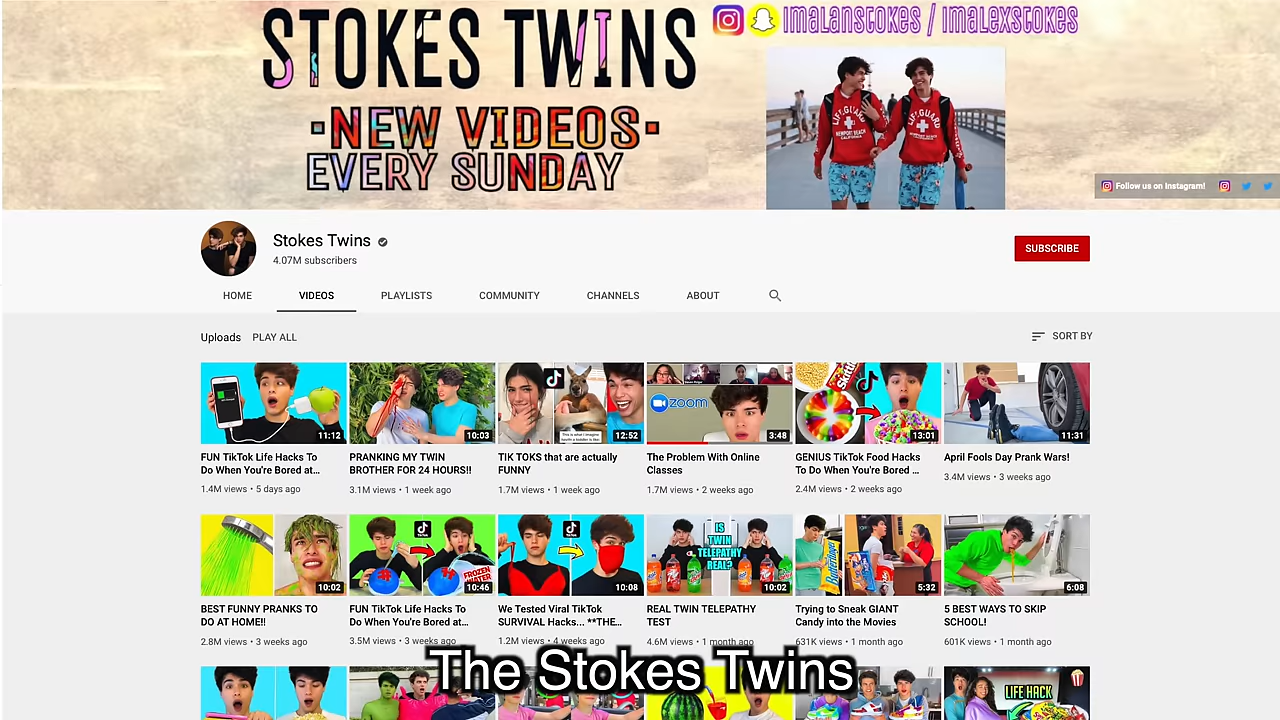 STOKES TWINS
imalanstokes / imalexstokes
•NEW VIDEOS•
EVERY SUNDAY
LIFEGUARD
NEWPORT BEACH
CALIFORNIA
LIFEGUARD
NEWPORT BEACH
CALIFORNIA
Follow us on Instagram!
Stokes Twins
4.07M subscribers
SUBSCRIBE
HOME VIDEOS PLAYLISTS COMMUNITY CHANNELS ABOUT
Uploads PLAY ALL
SORT BY
11:12
10:03
12:52
zoom
3:48
Skittles
13:01
11:31
FUN TikTok Life Hacks To
Do When You're Bored at...
1.4M views • 5 days ago
PRANKING MY TWIN
BROTHER FOR 24 HOURS!!
3.1M views • 1 week ago
TIK TOKS that are actually
FUNNY
1.7M views • 1 week ago
The Problem With Online
Classes
1.7M views • 2 weeks ago
GENIUS TikTok Food Hacks
To Do When You're Bored ...
2.4M views • 2 weeks ago
April Fools Day Prank Wars!
3.4M views • 3 weeks ago
10:02
FROZEN
WATER
10:46
10:08
IS
TWIN
TELEPATHY
REAL?
10:02
5:32
6:08
BEST FUNNY PRANKS TO
DO AT HOME!!
2.8M views • 3 weeks ago
FUN TikTok Life Hacks To
Do When You're Bored at...
3.5M views • 3 weeks ago
We Tested Viral TikTok
SURVIVAL Hacks... **THE...
1.2M views • 4 weeks ago
REAL TWIN TELEPATHY
TEST
4.6M views • 1 month ago
Trying to Sneak GIANT
Candy into the Movies
631K views • 1 month ago
5 BEST WAYS TO SKIP
SCHOOL!
601K views • 1 month ago
The Stokes Twins
LIFE HACK